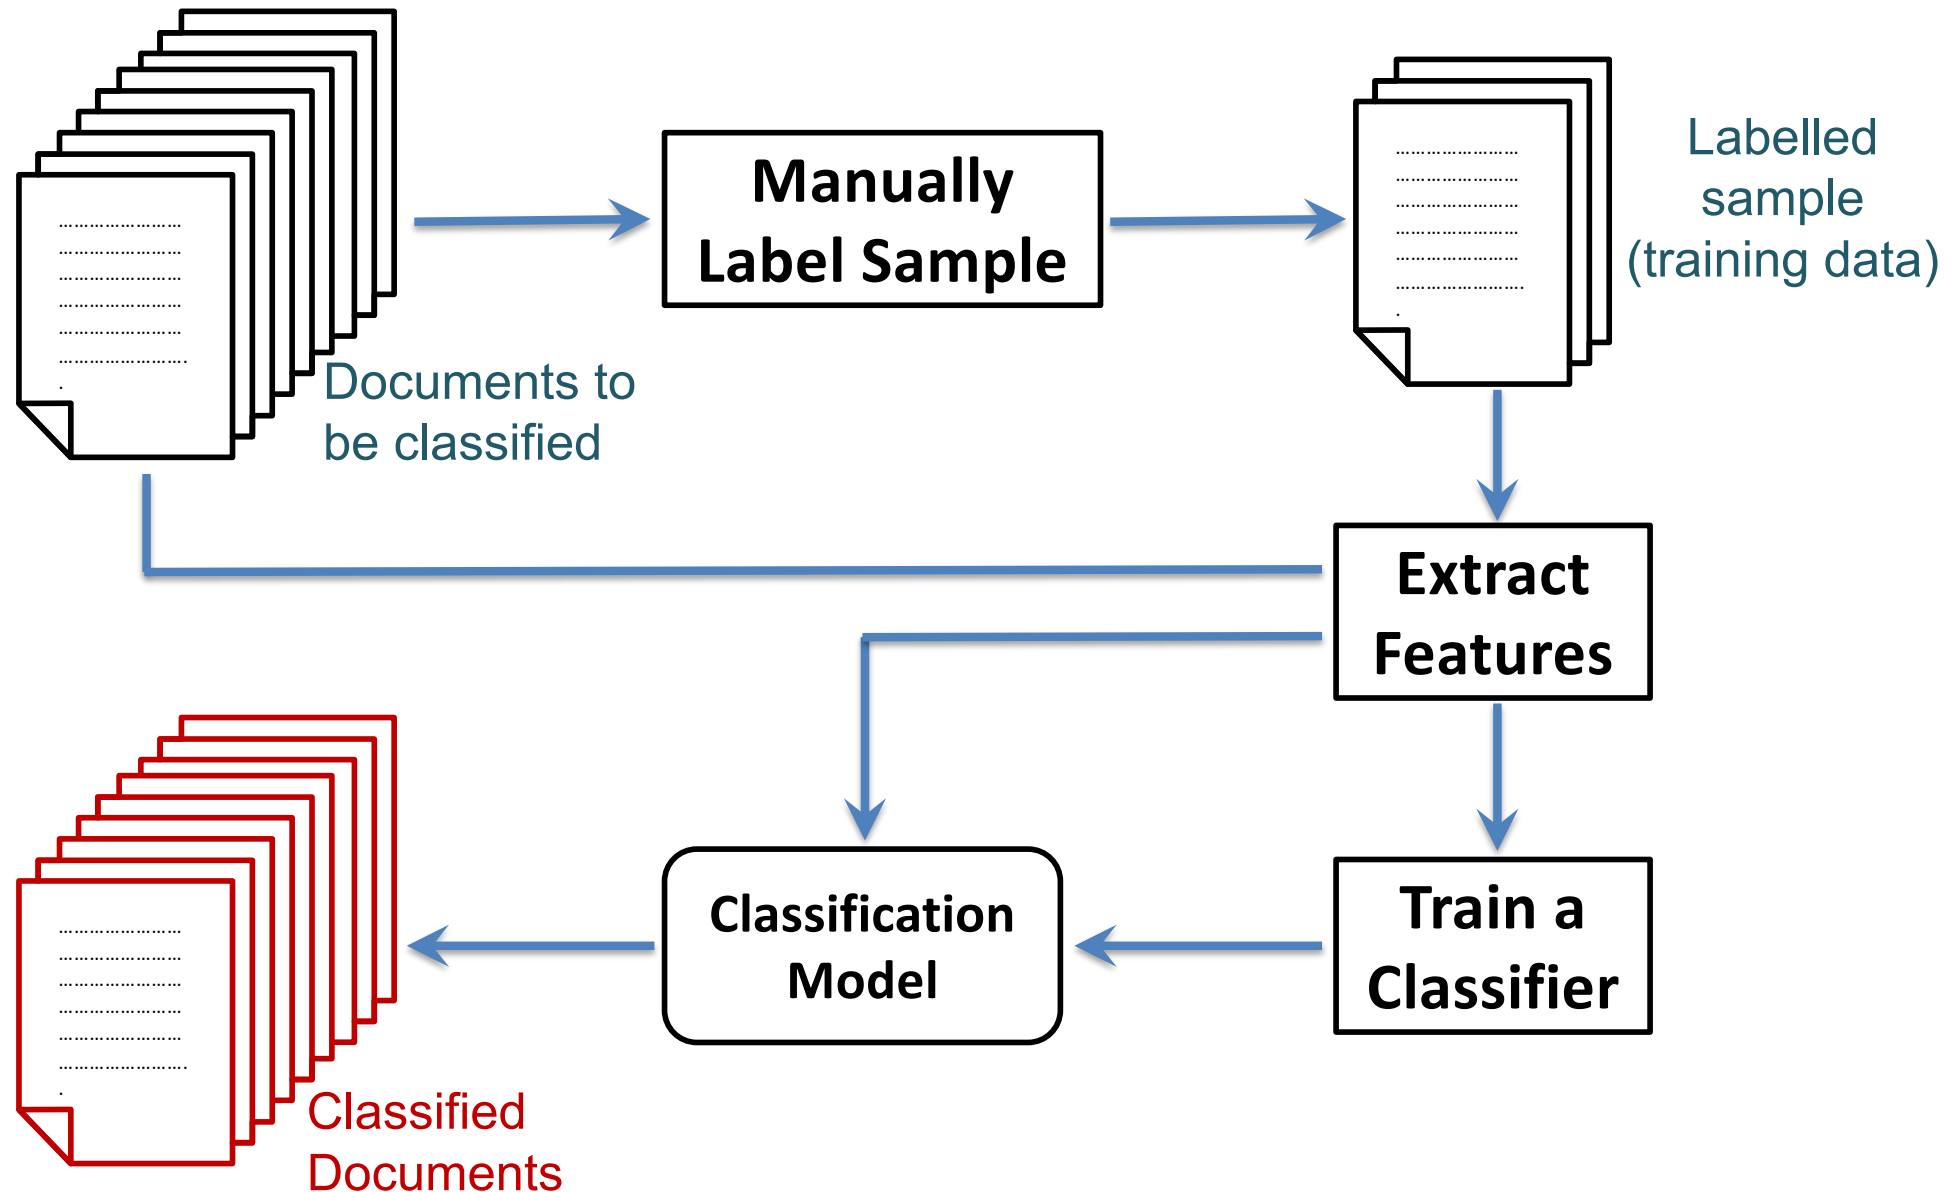 Documents to
be classified
Manually
Label Sample
Labelled
sample
(training data)
Extract
Features
Train a
Classifier
Classification
Model
Classified
Documents